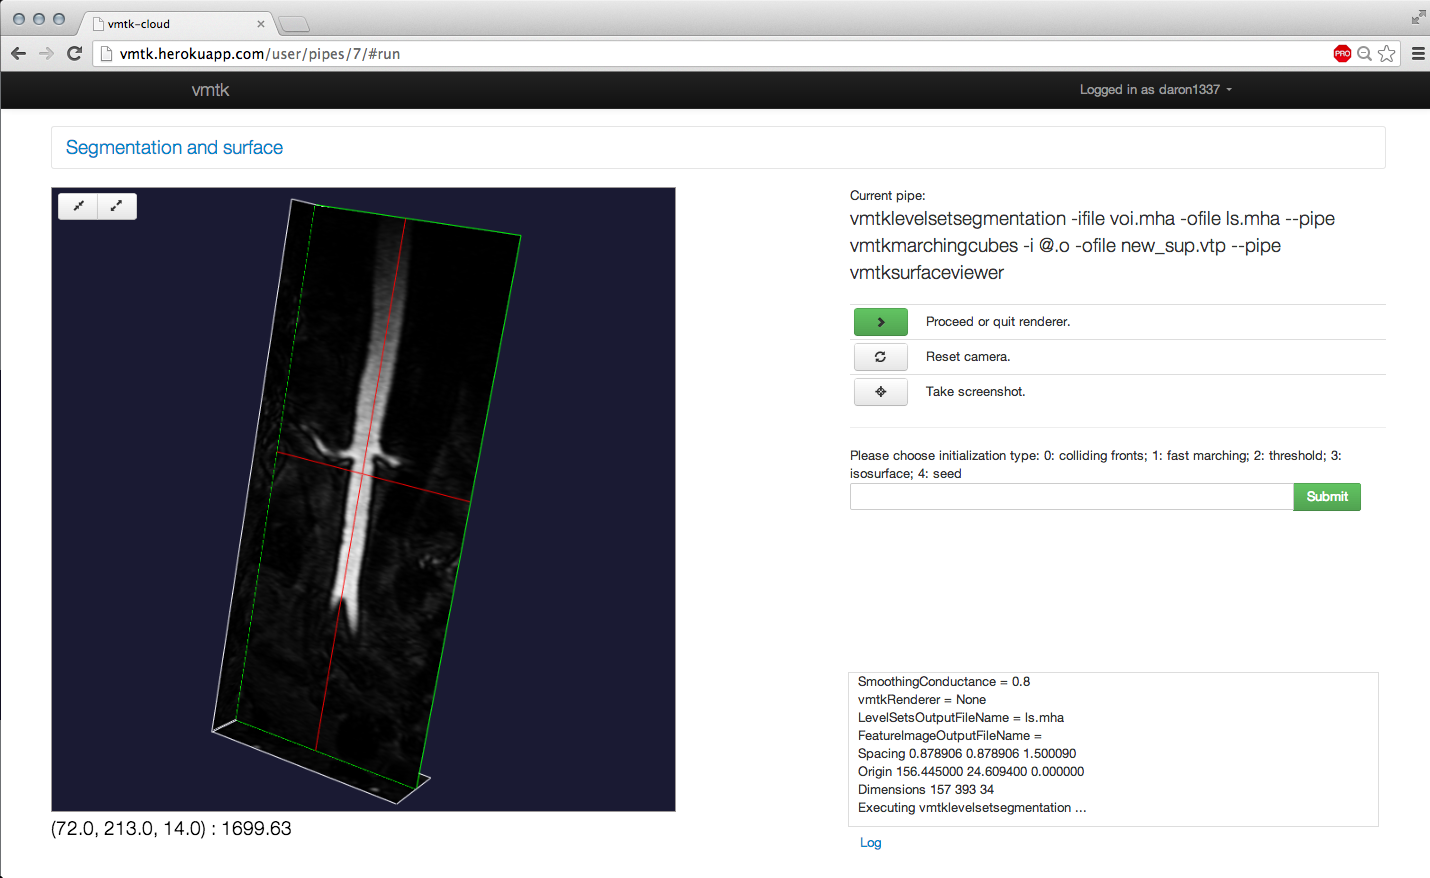 vmtk-cloud
vmtk.herokuapp.com/user/pipes/7/#run
PRO
vmtk
Logged in as daron1337
Segmentation and surface
Current pipe:
vmtklevelsetsegmentation -ifile voi.mha -ofile ls.mha --pipe
vmtkmarchingcubes -i @.o -ofile new_sup.vtp --pipe
vmtksurfaceviewer
Proceed or quit renderer.
Reset camera.
Take screenshot.
Please choose initialization type: 0: colliding fronts; 1: fast marching; 2: threshold; 3:
isosurface; 4: seed
Submit
SmoothingConductance = 0.8
vmtkRenderer = None
LevelSetsOutputFileName = ls.mha
FeatureImageOutputFileName =
Spacing 0.878906 0.878906 1.500090
Origin 156.445000 24.609400 0.000000
Dimensions 157 393 34
Executing vmtklevelsetsegmentation ...
(72.0, 213.0, 14.0) : 1699.63
Log